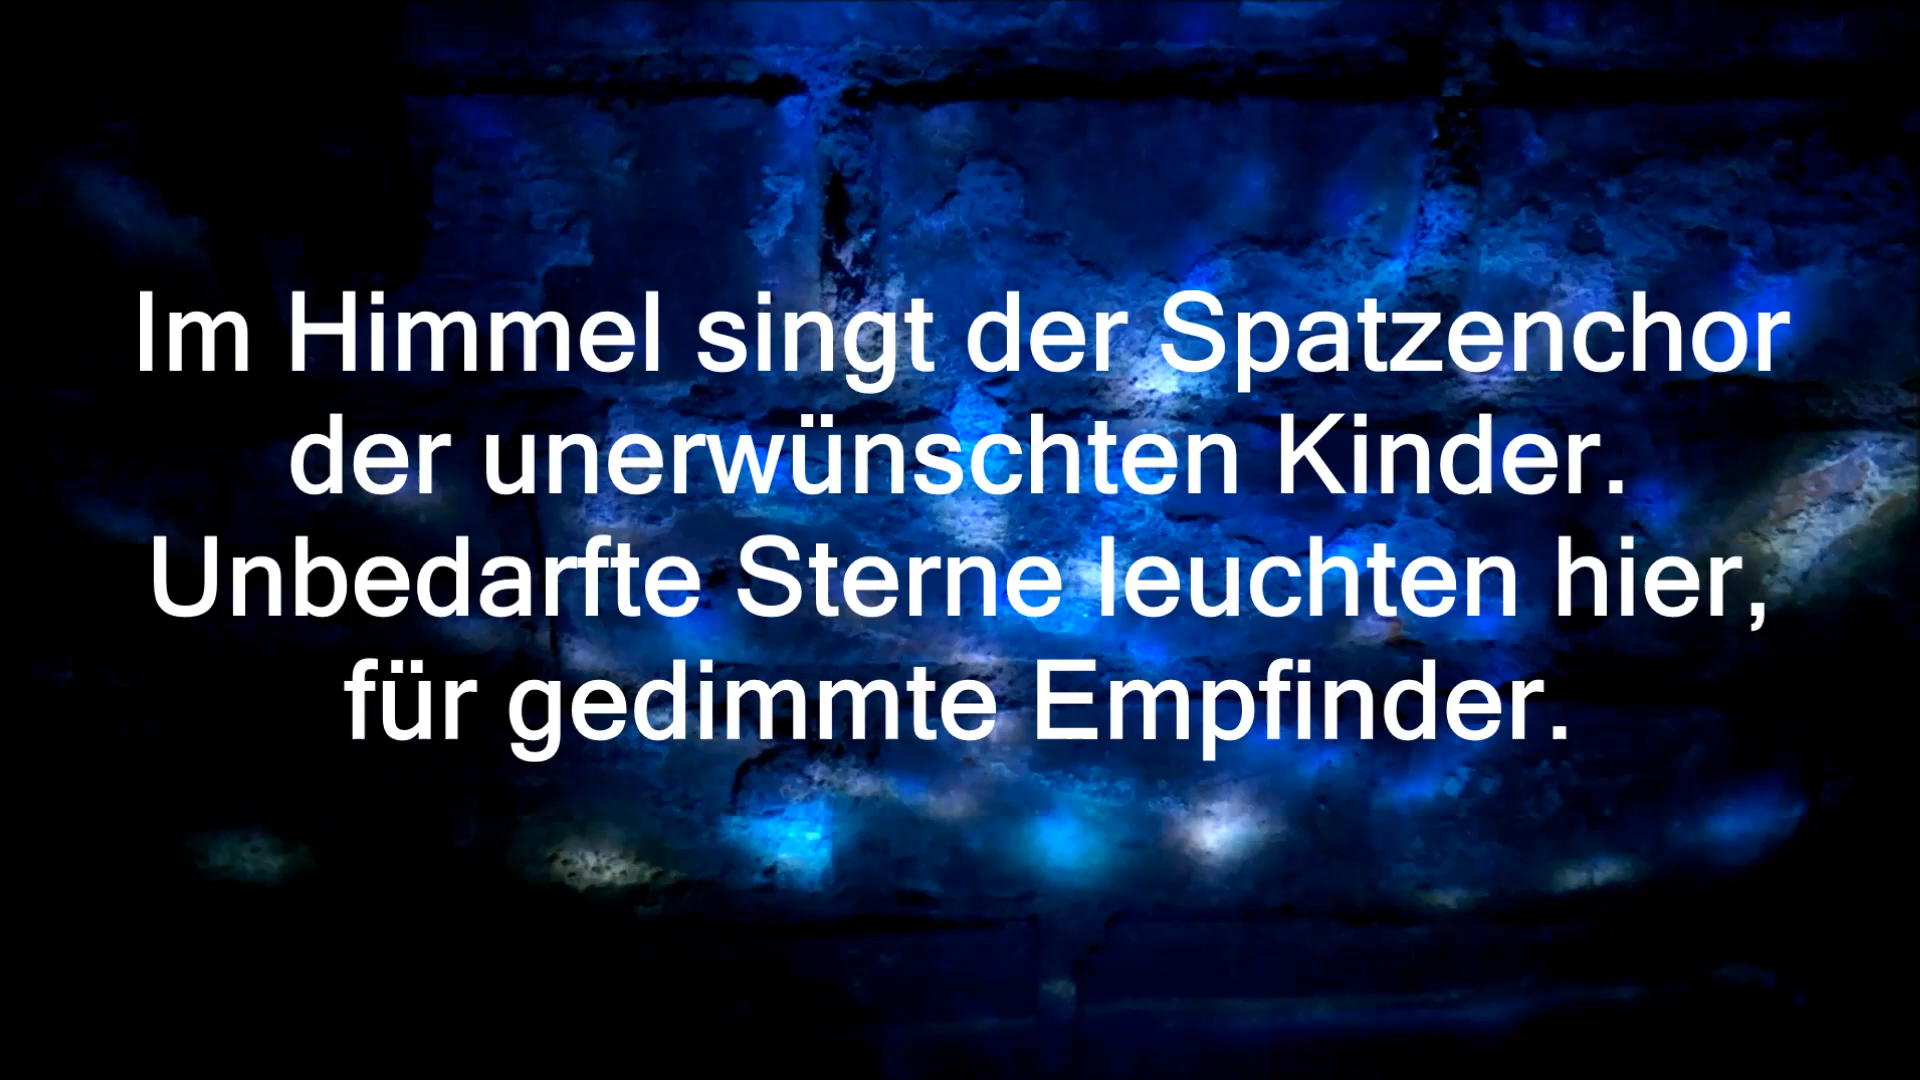 Im Himmel singt der Spatzenchor
der unerwünschten Kinder.
Unbedarfte Sterne leuchten hier,
für gedimmte Empfinder.